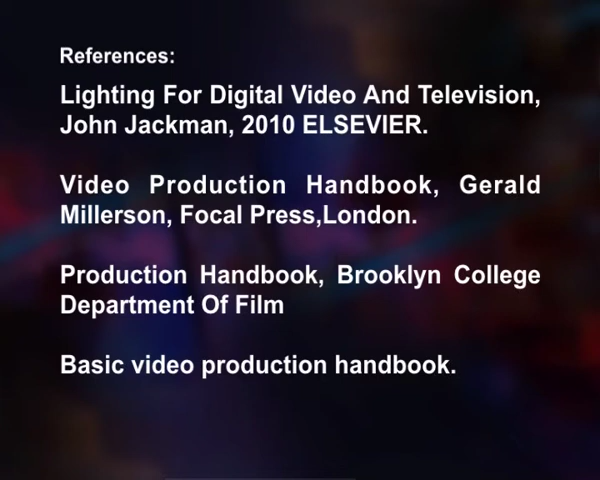 References:
Lighting For Digital Video And Television,
John Jackman, 2010 ELSEVIER.
Video Production Handbook, Gerald
Millerson, Focal Press,London.
Production Handbook, Brooklyn College
Department Of Film
Basic video production handbook.